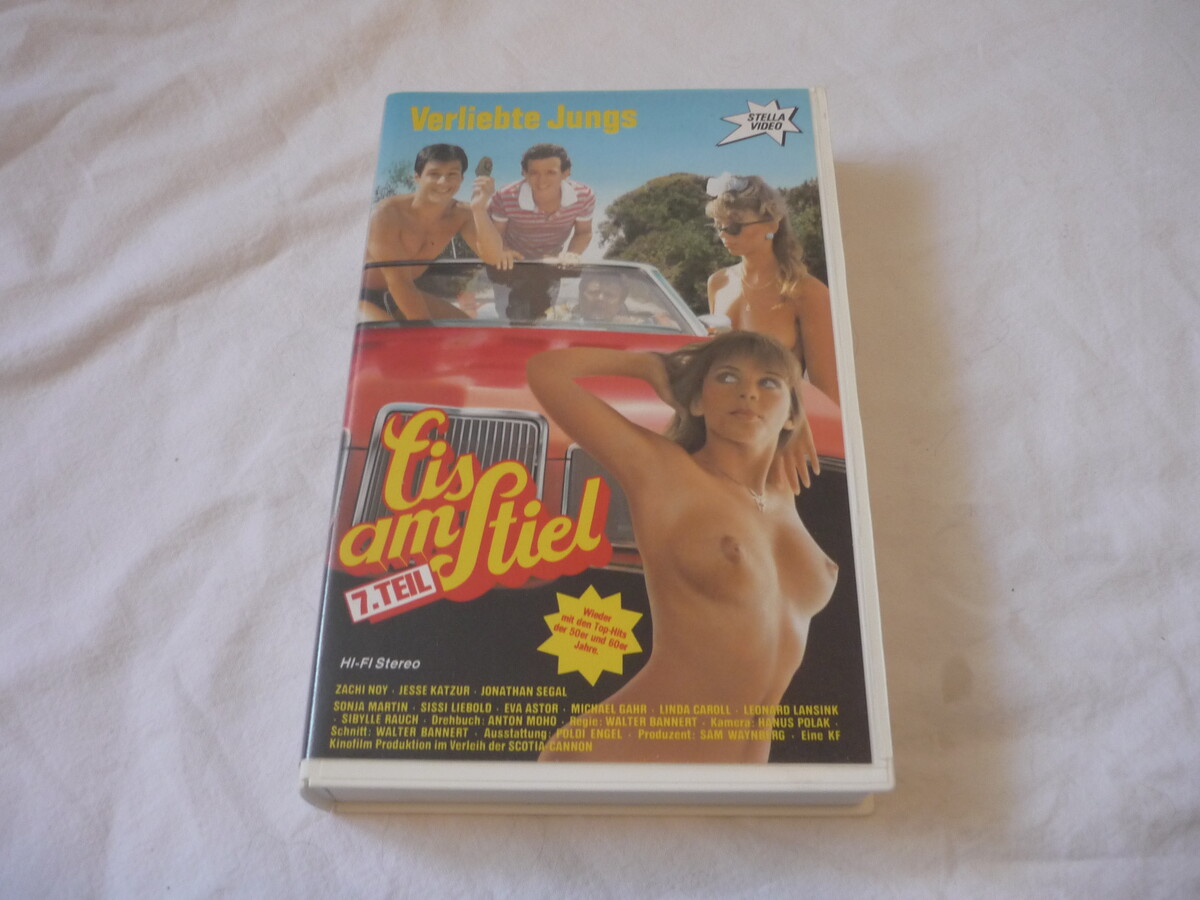 Verliebte Jungs
STELLA
VIDEO
Eis
am Stiel
7. TEIL
Wieder
mit den Top-Hits
der 50er und 60er
Jahre.
HI-FI Stereo
ZACHI NOY · JESSE KATZUR · JONATHAN SEGAL
SONJA MARTIN · SISSI LIEBOLD · EVA ASTOR · MICHAEL GAHR · LINDA CAROLL · LEONARD LANSINK
· SIBYLLE RAUCH · Drehbuch: ANTON MOHO · Regie: WALTER BANNERT · Kamera: HANUS POLAK ·
Schnitt: WALTER BANNERT · Ausstattung: POLDI ENGEL · Produzent: SAM WAYNBERG · Eine KF
Kinofilm Produktion im Verleih der SCOTIA-CANNON